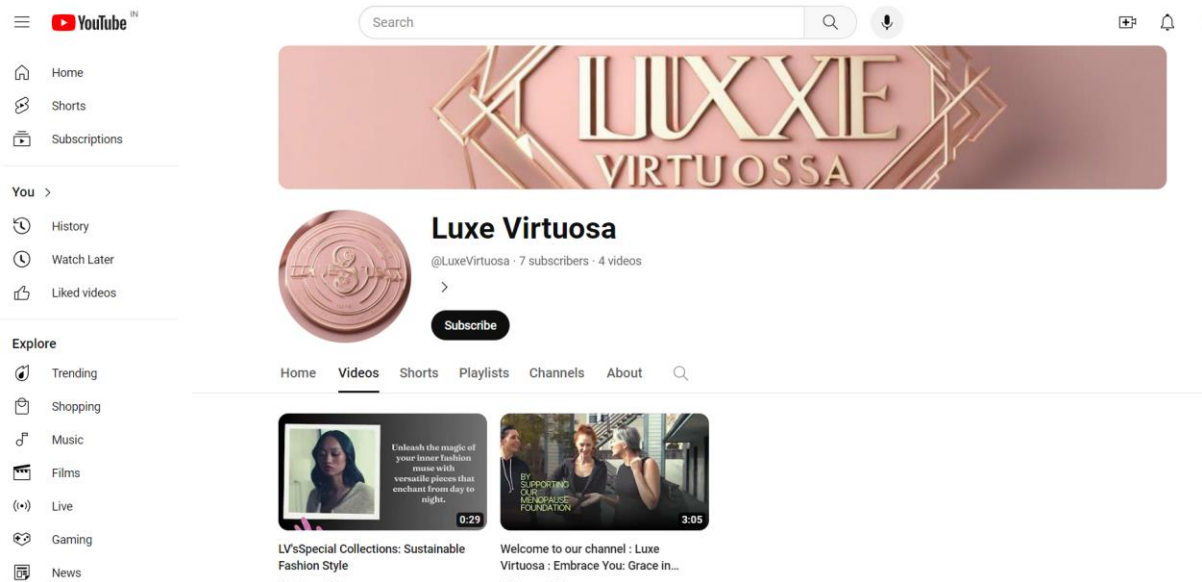 YouTube IN
Search
Home
Shorts
Subscriptions
You
History
Watch Later
Liked videos
Explore
Trending
Shopping
Music
Films
Live
Gaming
News
LUXXE
VIRTUOSSA
Luxe Virtuosa
@LuxeVirtuosa · 7 subscribers · 4 videos
Subscribe
Home Videos Shorts Playlists Channels About
Unleash the magic of
your inner fashion
muse with
versatile pieces that
enchant from day to
night.
0:29
LV'sSpecial Collections: Sustainable
Fashion Style
BY
SUPPORTING
OUR
MENOPAUSE
FOUNDATION
3:05
Welcome to our channel : Luxe
Virtuosa : Embrace You: Grace in...